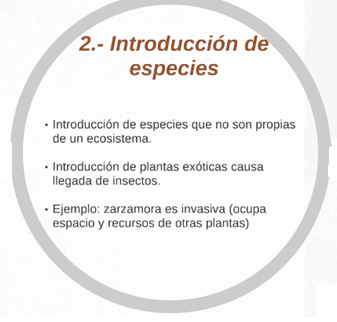 2.- Introducción de
especies
• Introducción de especies que no son propias
de un ecosistema.
• Introducción de plantas exóticas causa
llegada de insectos.
• Ejemplo: zarzamora es invasiva (ocupa
espacio y recursos de otras plantas)